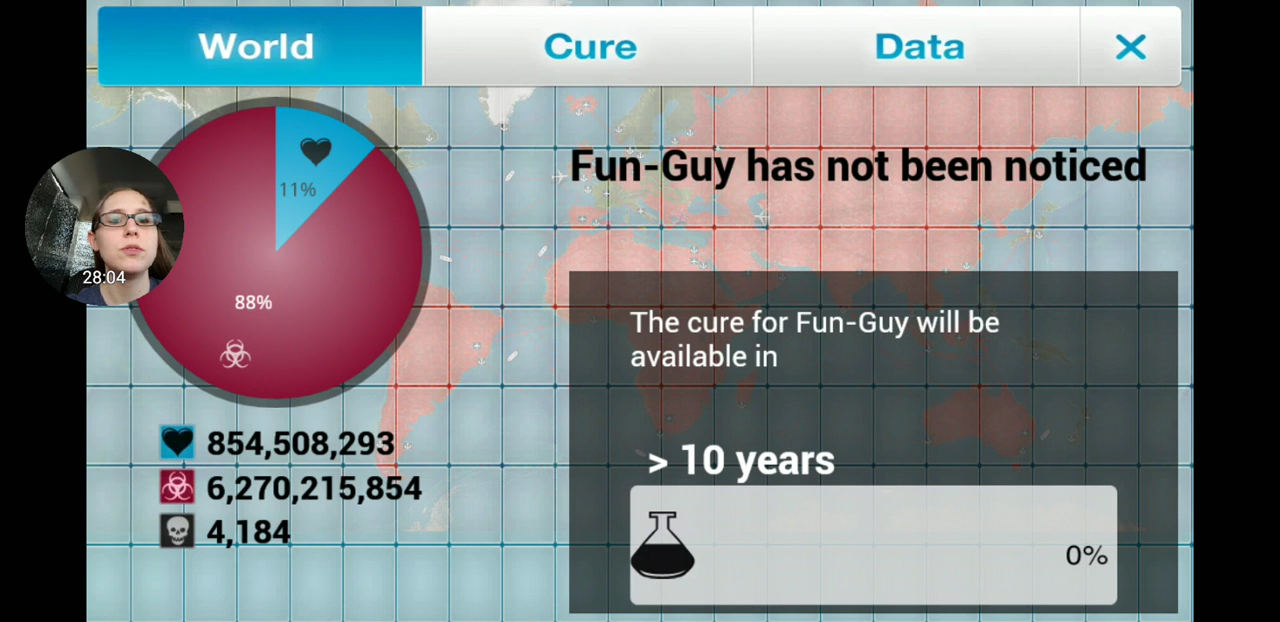 World
Cure
Data
X
Fun-Guy has not been noticed
11%
88%
28:04
854,508,293
6,270,215,854
4,184
The cure for Fun-Guy will be
available in
> 10 years
0%